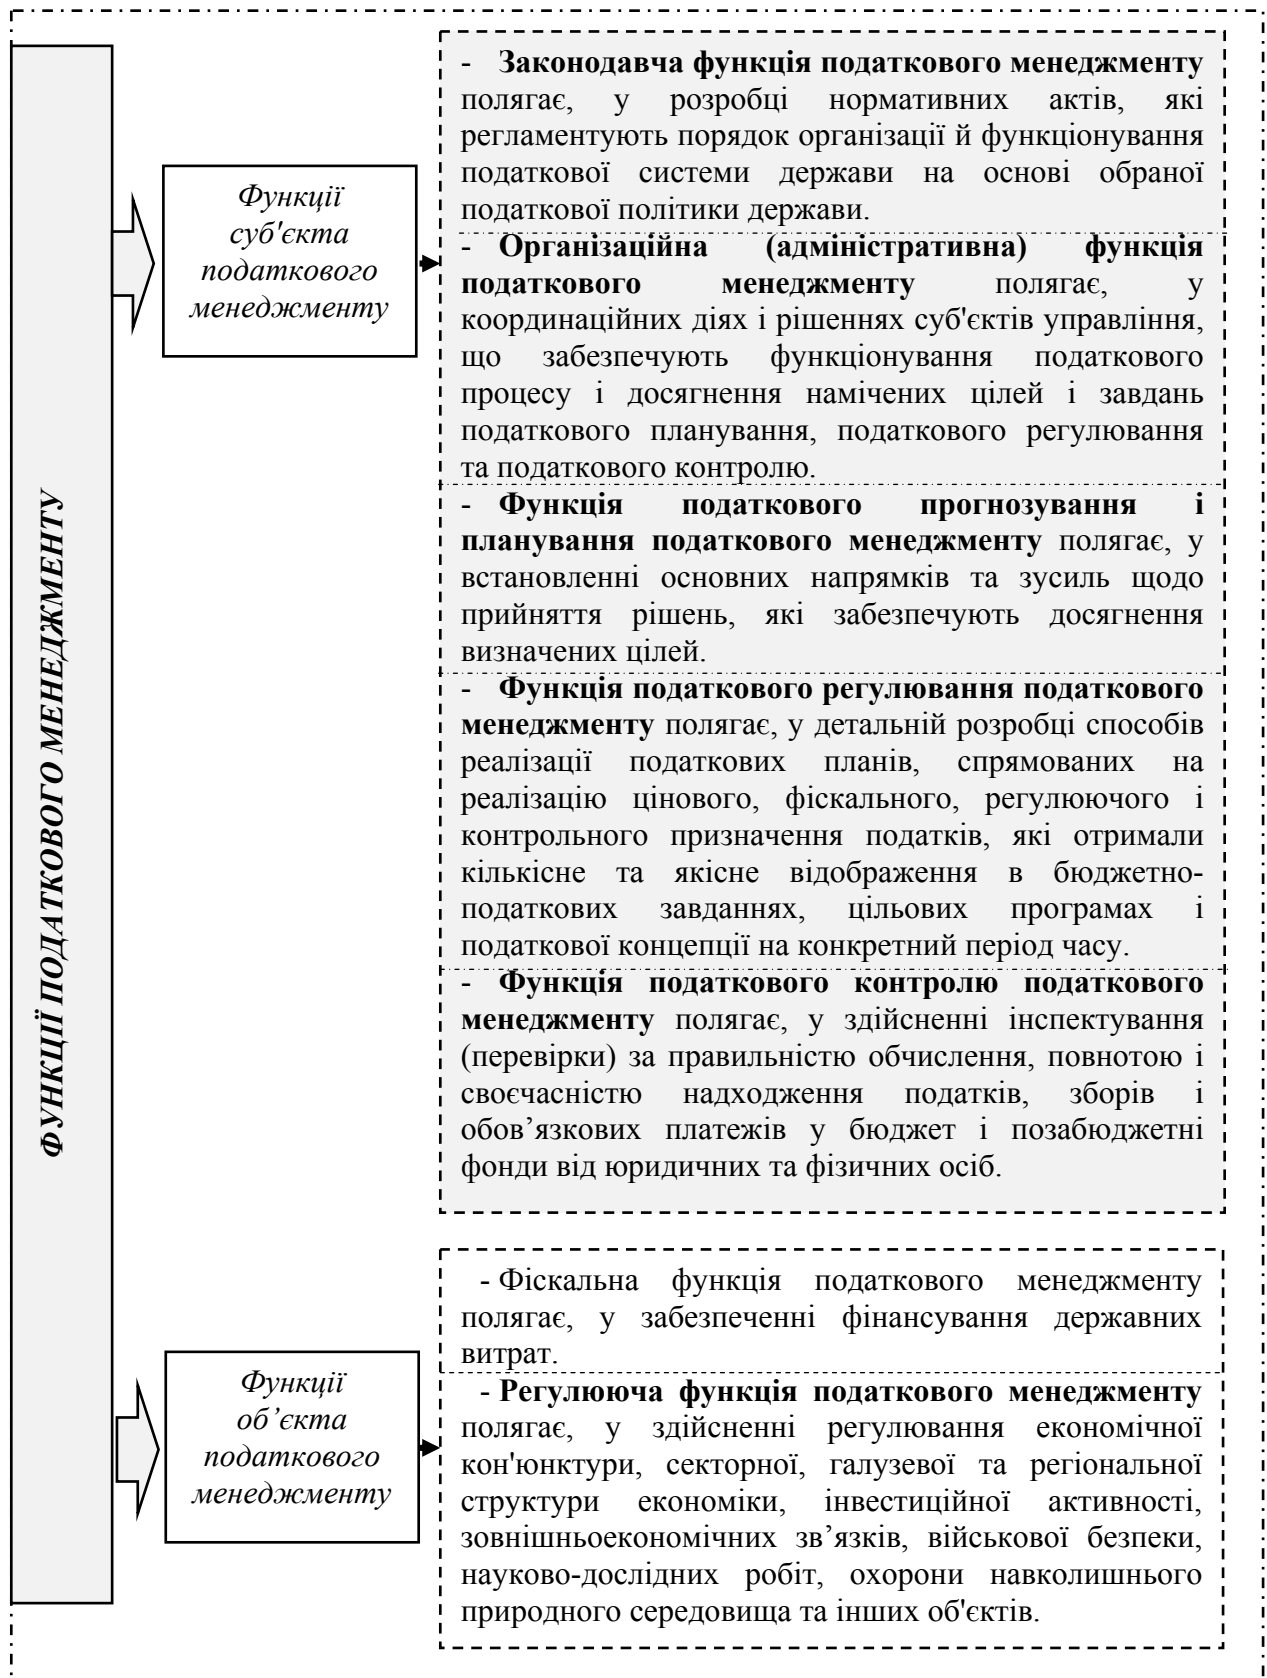 ФУНКЦІЇ ПОДАТКОВОГО МЕНЕДЖМЕНТУ
Функції
суб'єкта
податкового
менеджменту
- Законодавча функція податкового менеджменту
полягає, у розробці нормативних актів, які
регламентують порядок організації й функціонування
податкової системи держави на основі обраної
податкової політики держави.
- Організаційна (адміністративна) функція
податкового менеджменту полягає, у
координаційних діях і рішеннях суб'єктів управління,
що забезпечують функціонування податкового
процесу і досягнення намічених цілей і завдань
податкового планування, податкового регулювання
та податкового контролю.
- Функція податкового прогнозування і
планування податкового менеджменту полягає, у
встановленні основних напрямків та зусиль щодо
прийняття рішень, які забезпечують досягнення
визначених цілей.
- Функція податкового регулювання податкового
менеджменту полягає, у детальній розробці способів
реалізації податкових планів, спрямованих на
реалізацію цінового, фіскального, регулюючого і
контрольного призначення податків, які отримали
кількісне та якісне відображення в бюджетно-
податкових завданнях, цільових програмах і
податкової концепції на конкретний період часу.
- Функція податкового контролю податкового
менеджменту полягає, у здійсненні інспектування
(перевірки) за правильністю обчислення, повнотою і
своєчасністю надходження податків, зборів і
обов’язкових платежів у бюджет і позабюджетні
фонди від юридичних та фізичних осіб.
Функції
об’єкта
податкового
менеджменту
- Фіскальна функція податкового менеджменту
полягає, у забезпеченні фінансування державних
витрат.
- Регулююча функція податкового менеджменту
полягає, у здійсненні регулювання економічної
кон'юнктури, секторної, галузевої та регіональної
структури економіки, інвестиційної активності,
зовнішньоекономічних зв’язків, військової безпеки,
науково-дослідних робіт, охорони навколишнього
природного середовища та інших об'єктів.